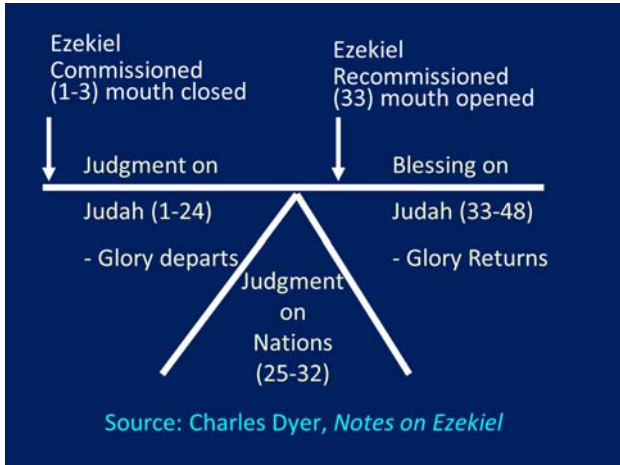 Ezekiel
Commissioned
(1-3) mouth closed
Ezekiel
Recommissioned
(33) mouth opened
Judgment on
Judah (1-24)
- Glory departs
Blessing on
Judah (33-48)
- Glory Returns
Judgment
on
Nations
(25-32)
Source: Charles Dyer, Notes on Ezekiel